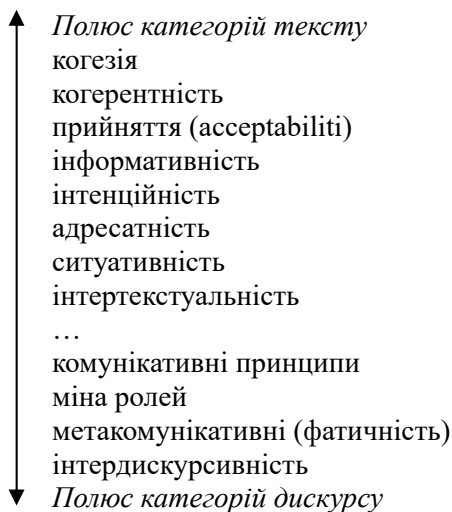 Полюс категорій тексту
когезія
когерентність
прийняття (acceptabiliti)
інформативність
інтенційність
адресатність
ситуативність
інтертекстуальність
…
комунікативні принципи
міна ролей
метакомунікативні (фатичність)
інтердискурсивність
Полюс категорій дискурсу